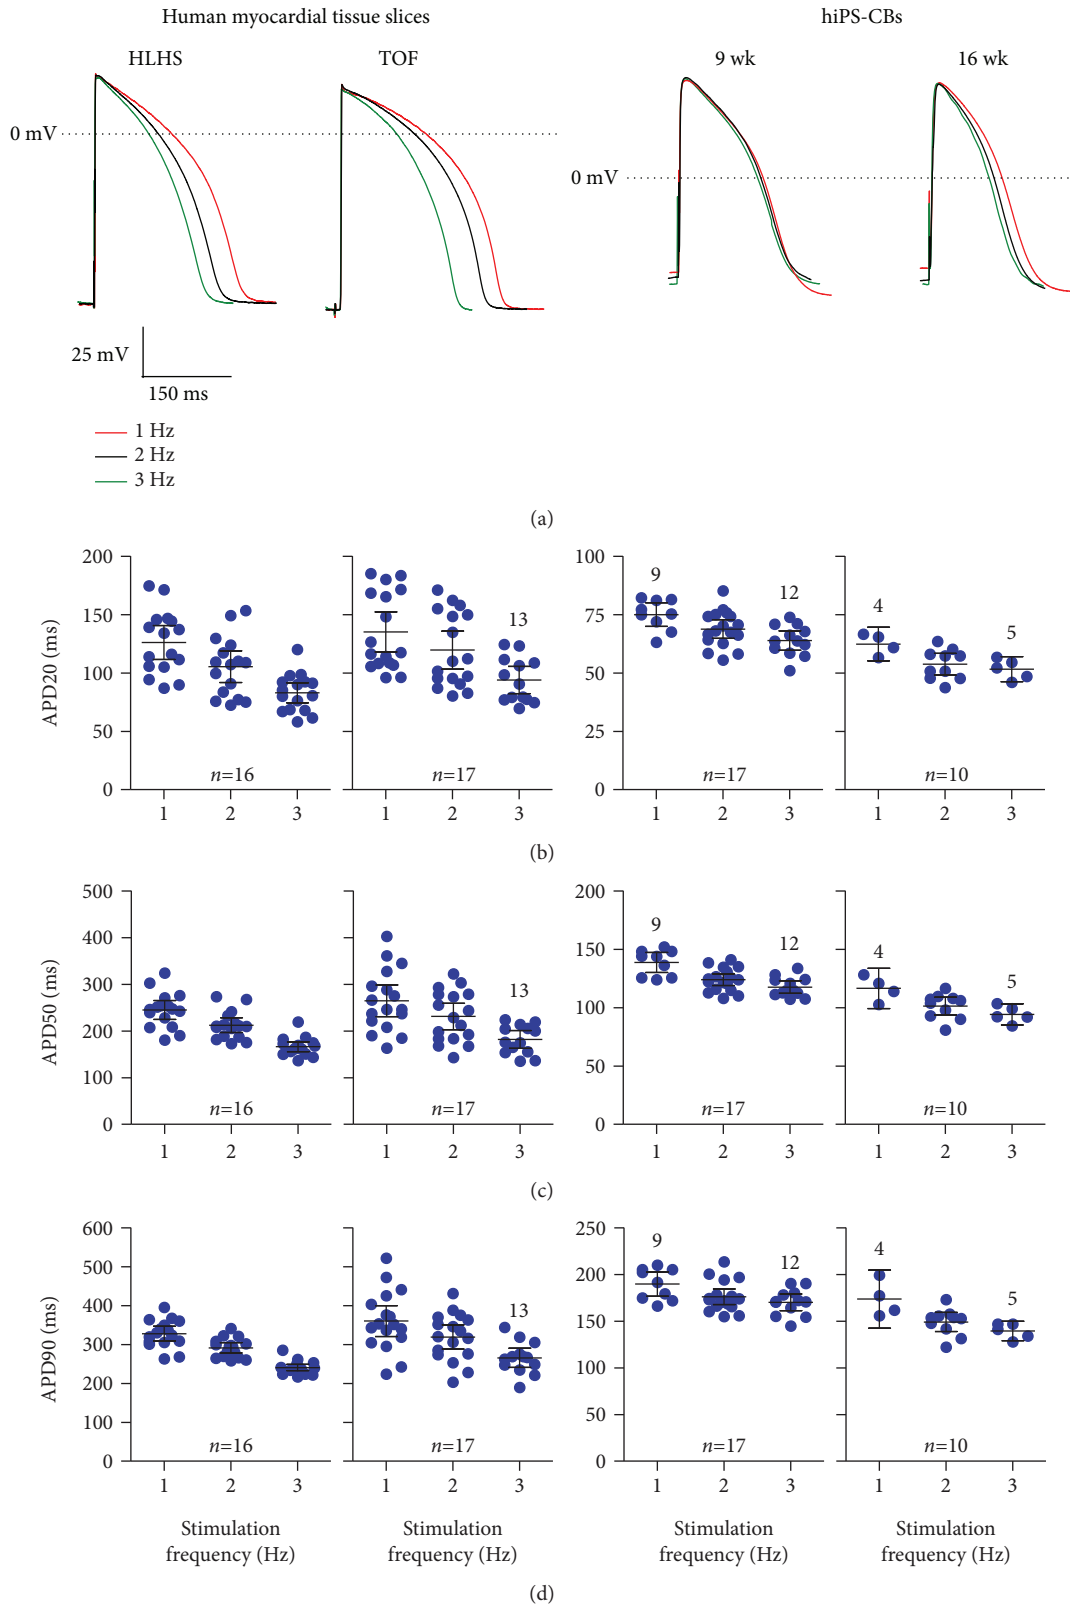 Human myocardial tissue slices
hiPS-CBs
HLHS
TOF
9 wk
16 wk
0 mV
0 mV
25 mV
150 ms
1 Hz
2 Hz
3 Hz
(a)
APD20 (ms)
200
150
100
50
0
n=16
1 2 3
13
n=17
1 2 3
100
75
50
25
0
9
12
n=17
1 2 3
4
5
n=10
1 2 3
(b)
APD50 (ms)
500
400
300
200
100
0
n=16
1 2 3
13
n=17
1 2 3
200
150
100
50
0
9
12
n=17
1 2 3
4
5
n=10
1 2 3
(c)
APD90 (ms)
600
500
400
300
200
100
0
n=16
1 2 3
13
n=17
1 2 3
250
200
150
100
50
0
9
12
n=17
1 2 3
4
5
n=10
1 2 3
Stimulation
frequency (Hz)
Stimulation
frequency (Hz)
Stimulation
frequency (Hz)
Stimulation
frequency (Hz)
(d)